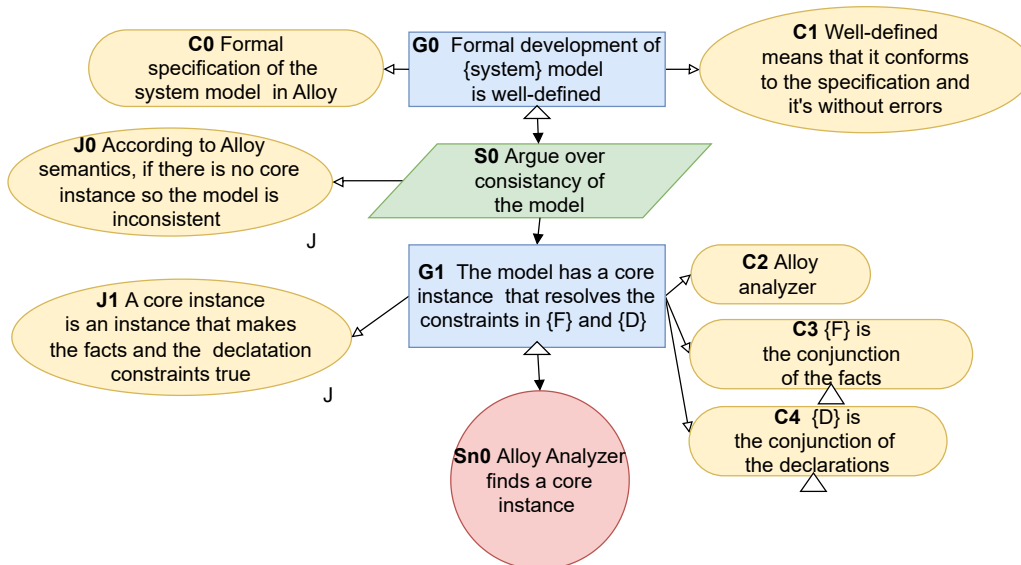 C0 Formal
specification of the
system model in Alloy
G0 Formal development of
{system} model
is well-defined
C1 Well-defined
means that it conforms
to the specification and
it's without errors
J0 According to Alloy
semantics, if there is no core
instance so the model is
inconsistent
J
S0 Argue over
consistancy of
the model
G1 The model has a core
instance that resolves the
constraints in {F} and {D}
C2 Alloy
analyzer
J1 A core instance
is an instance that makes
the facts and the declatation
constraints true
J
C3 {F} is
the conjunction
of the facts
C4 {D} is
the conjunction of
the declarations
Sn0 Alloy Analyzer
finds a core
instance